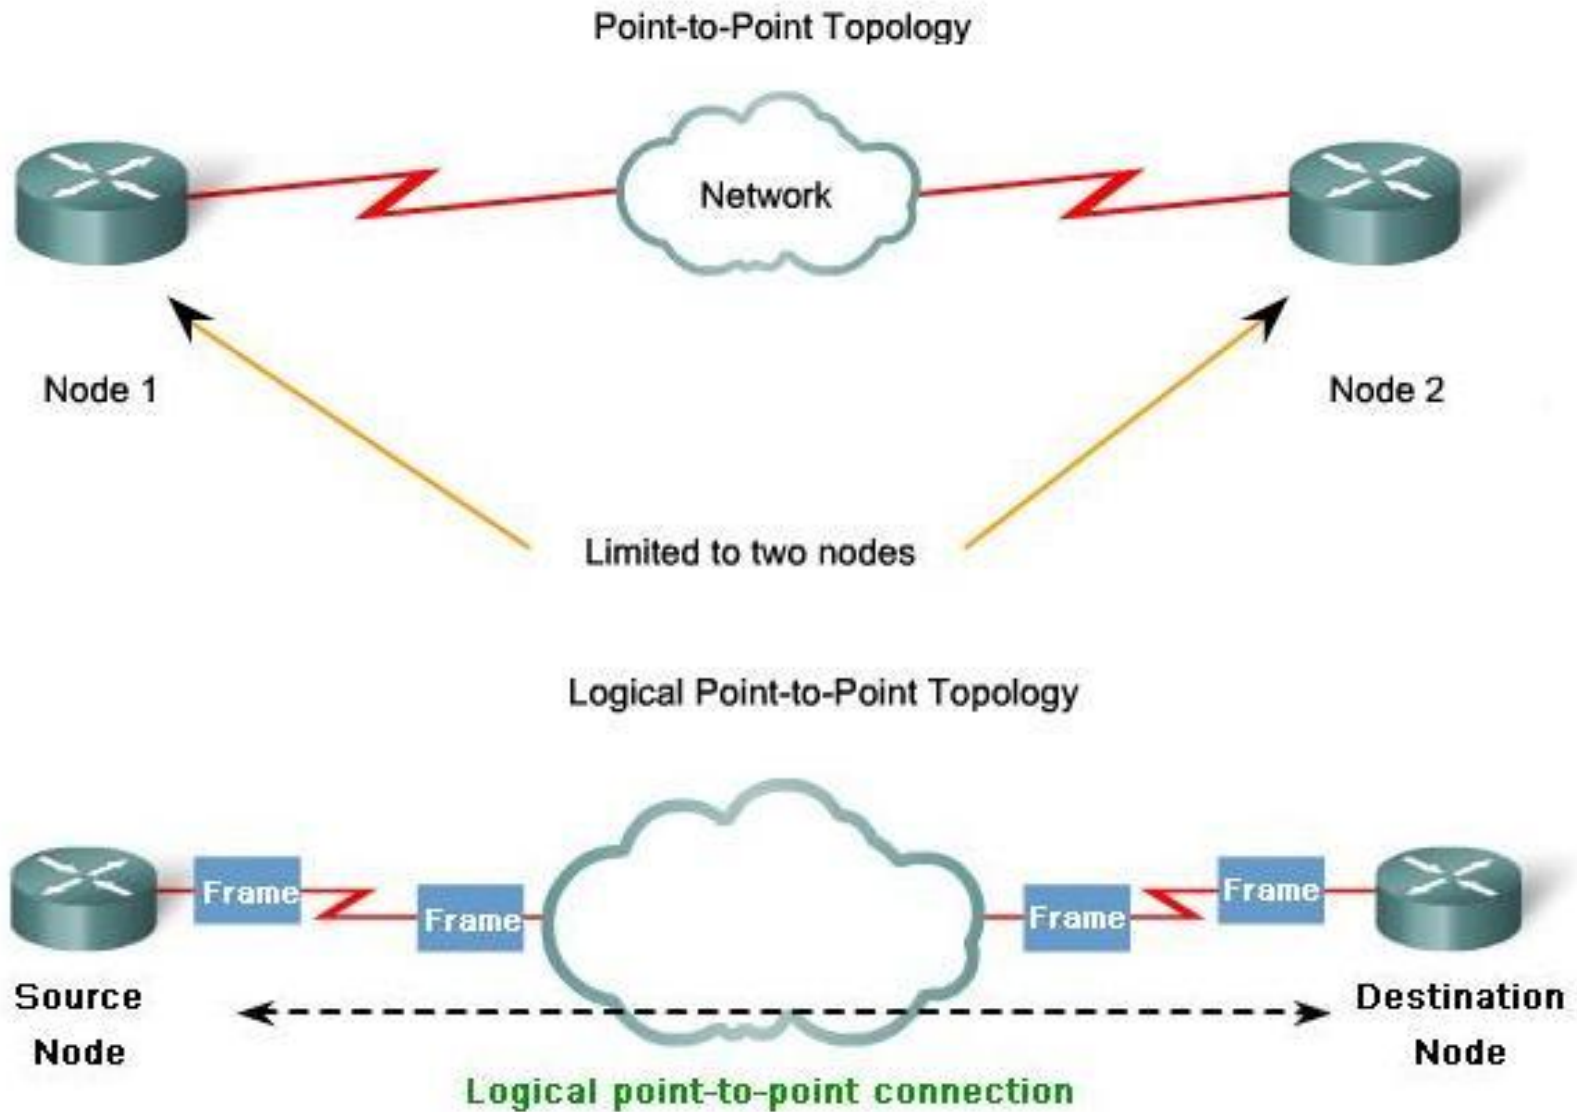 Point-to-Point Topology
Network
Node 1
Node 2
Limited to two nodes
Logical Point-to-Point Topology
Frame
Frame
Frame
Frame
Source
Node
Destination
Node
Logical point-to-point connection